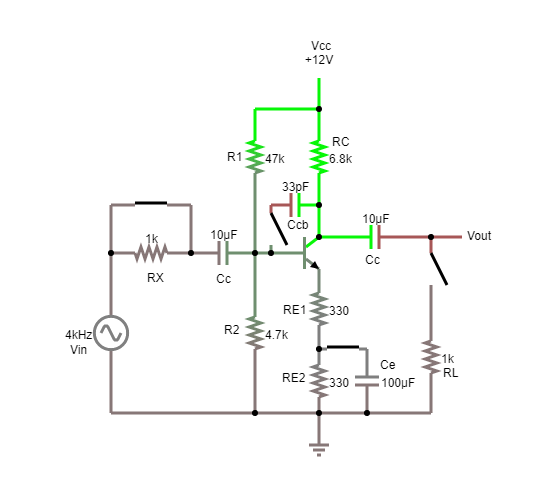 Vcc
+12V
RC
6.8k
R1
47k
33pF
Ccb
10µF
Cc
Vout
1k
RX
10µF
Cc
RE1
330
R2
4.7k
4kHz
Vin
RE2
330
Ce
100µF
1k
RL